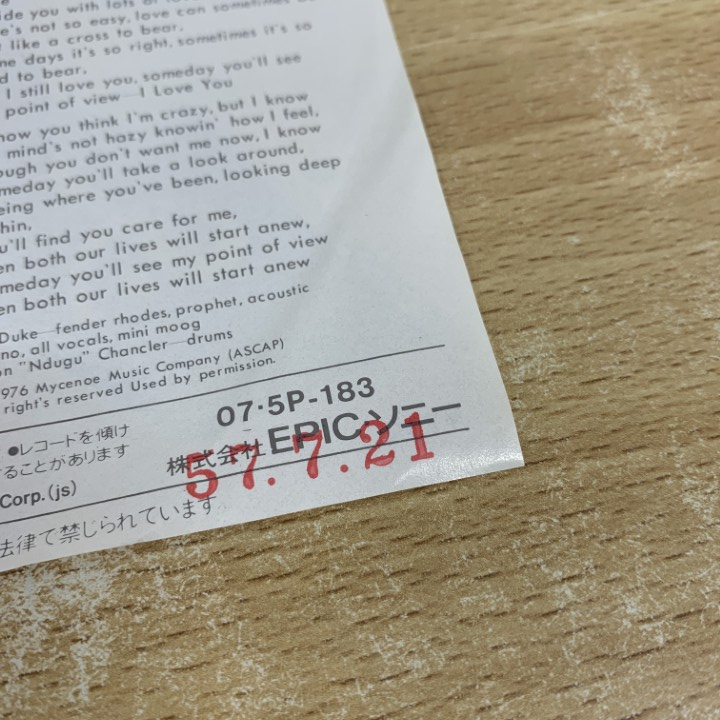 ide you with lots of
e's not so easy, love can sometimes be
like a cross to bear,
ne days it's so right, sometimes it's so
d to bear,
I still love you, someday you'll see
point of view—I Love You
now you think I'm crazy, but I know
mind's not hazy knowin' how I feel,
ough you don't want me now, I know
meday you'll take a look around,
eing where you've been, looking deep
hin,
u'll find you care for me,
en both our lives will start anew,
meday you'll see my point of view
en both our lives will start anew
Duke—fender rhodes, prophet, acoustic
no, all vocals, mini moog
on "Ndugu" Chancler—drums
976 Mycenoe Music Company (ASCAP)
right's reserved Used by permission.
07・5P-183
●レコードを傾け
ることがあります
株式会社EPIC・ソニー
57.7.21
Corp.(js)
法律で禁じられています